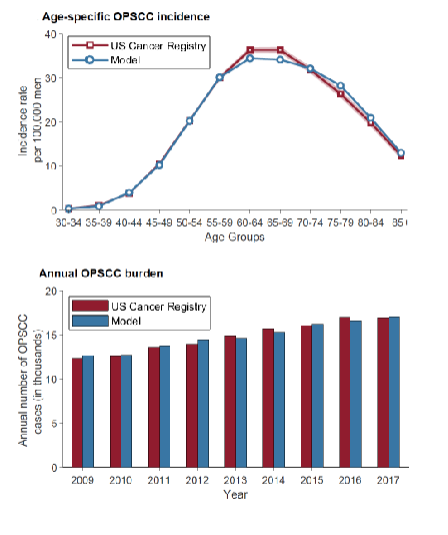 Age-specific OPSCC incidence
40
US Cancer Registry
Model
30
20
10
0
Incidence rate
per 100,000 men
30-34 35-39 40-44 45-49 50-54 55-59 60-64 65-69 70-74 75-79 80-84 85+
Age Groups
Annual OPSCC burden
20
US Cancer Registry
Model
15
10
5
0
Annual number of OPSCC
cases (in thousands)
2009 2010 2011 2012 2013 2014 2015 2016 2017
Year